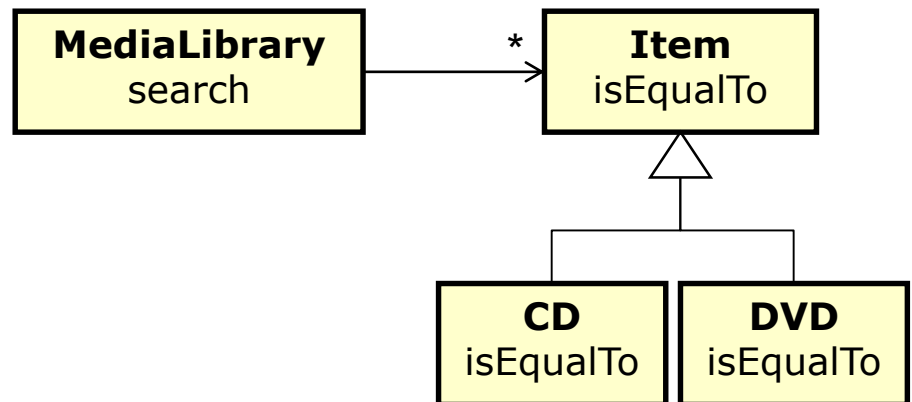 MediaLibrary
search
*
Item
isEqualTo
CD
isEqualTo
DVD
isEqualTo